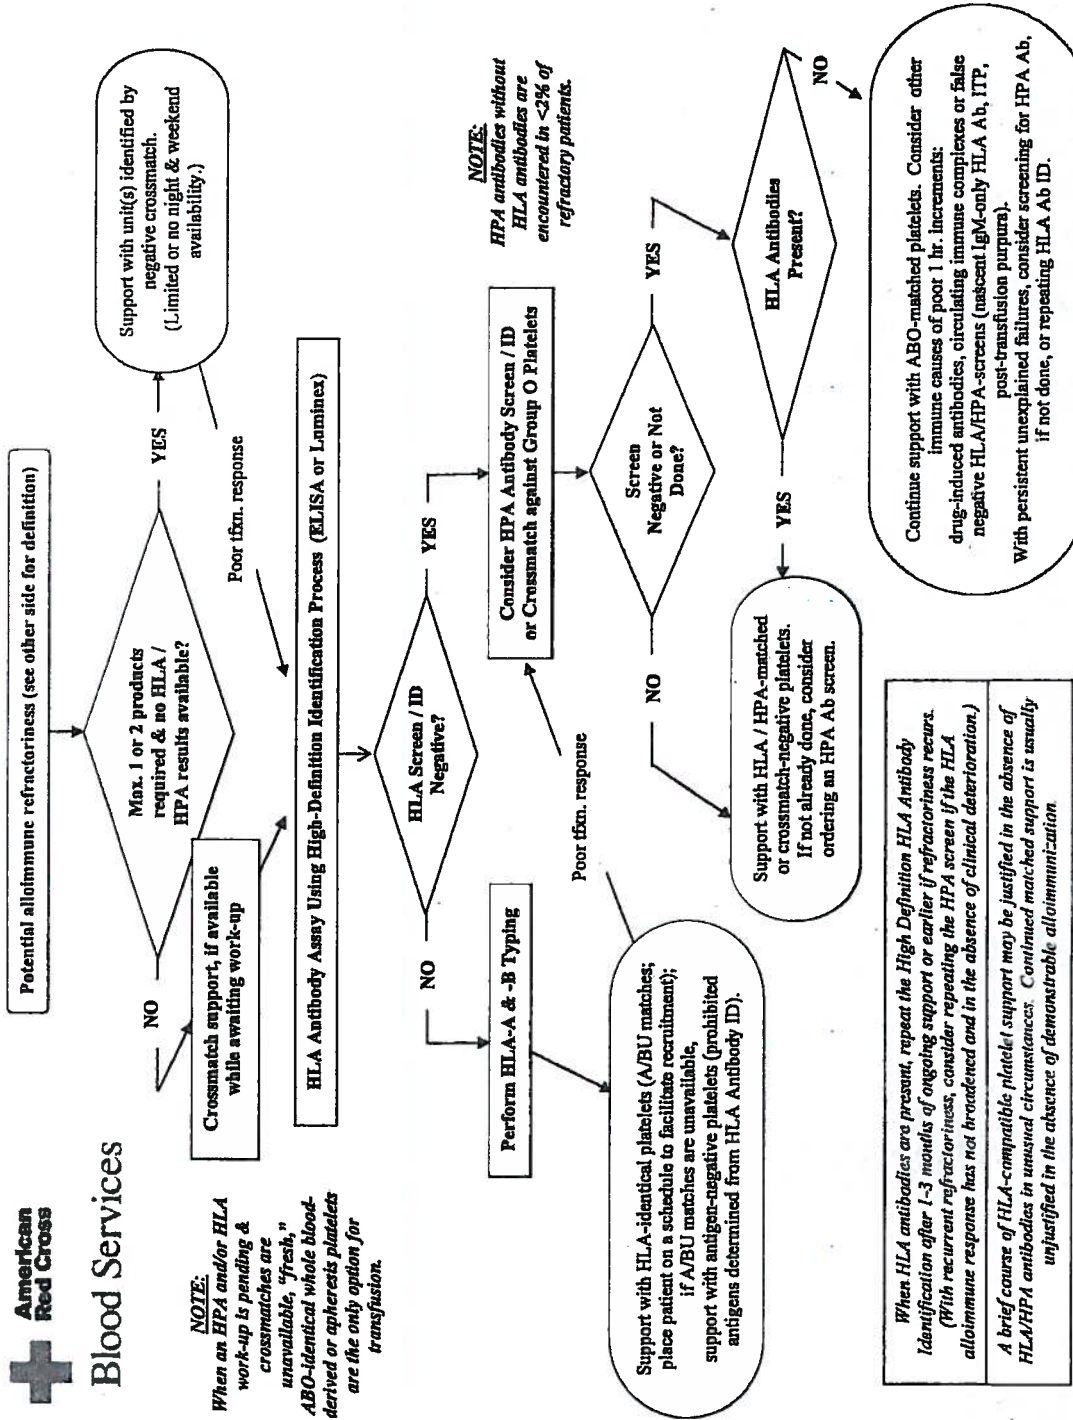 American
Red Cross
Blood Services
Potential alloimmune refractoriness (see other side for definition)
Max. 1 or 2 products
required & no HLA /
HPA results available?
YES
NO
Support with unit(s) identified by
negative crossmatch.
(Limited or no night & weekend
availability.)
Poor tfxn. response
Crossmatch support, if available
while awaiting work-up
NOTE:
When an HPA and/or HLA
work-up is pending &
crossmatches are
unavailable, "fresh,"
ABO-identical whole blood-
derived or apheresis platelets
are the only option for
transfusion.
HLA Antibody Assay Using High-Definition Identification Process (ELISA or Luminex)
HLA Screen / ID
Negative?
NO
YES
Perform HLA-A & -B Typing
Consider HPA Antibody Screen / ID
or Crossmatch against Group O Platelets
NOTE:
HPA antibodies without
HLA antibodies are
encountered in <2% of
refractory patients.
Support with HLA-identical platelets (A/BU matches;
place patient on a schedule to facilitate recruitment);
if A/BU matches are unavailable,
support with antigen-negative platelets (prohibited
antigens determined from HLA Antibody ID).
Poor tfxn. response
Screen
Negative or Not
Done?
NO
YES
Support with HLA / HPA-matched
or crossmatch-negative platelets.
If not already done, consider
ordering an HPA Ab screen.
YES
HLA Antibodies
Present?
NO
Continue support with ABO-matched platelets. Consider other
immune causes of poor 1 hr. increments:
drug-induced antibodies, circulating immune complexes or false
negative HLA/HPA-screens (nascent IgM-only HLA Ab, ITP,
post-transfusion purpura).
With persistent unexplained failures, consider screening for HPA Ab,
if not done, or repeating HLA Ab ID.
When HLA antibodies are present, repeat the High Definition HLA Antibody
Identification after 1-3 months of ongoing support or earlier if refractoriness recurs.
(With recurrent refractoriness, consider repeating the HPA screen if the HLA
alloimmune response has not broadened and in the absence of clinical deterioration.)
A brief course of HLA-compatible platelet support may be justified in the absence of
HLA/HPA antibodies in unusual circumstances. Continued matched support is usually
unjustified in the absence of demonstrable alloimmunization.